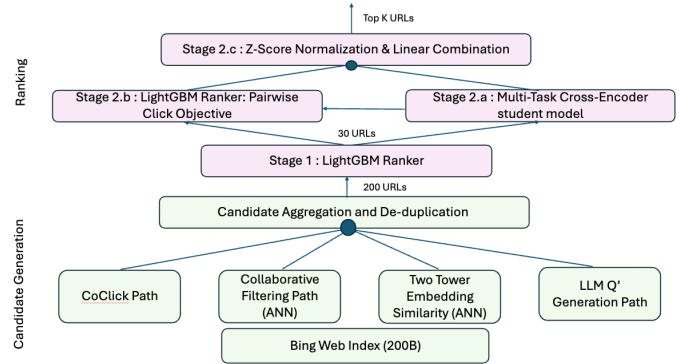 Top K URLs
Stage 2.c : Z-Score Normalization & Linear Combination
Ranking
Stage 2.b : LightGBM Ranker: Pairwise
Click Objective
Stage 2.a : Multi-Task Cross-Encoder
student model
30 URLs
Stage 1 : LightGBM Ranker
200 URLs
Candidate Aggregation and De-duplication
Candidate Generation
CoClick Path
Collaborative
Filtering Path
(ANN)
Two Tower
Embedding
Similarity (ANN)
LLM Q’
Generation Path
Bing Web Index (200B)